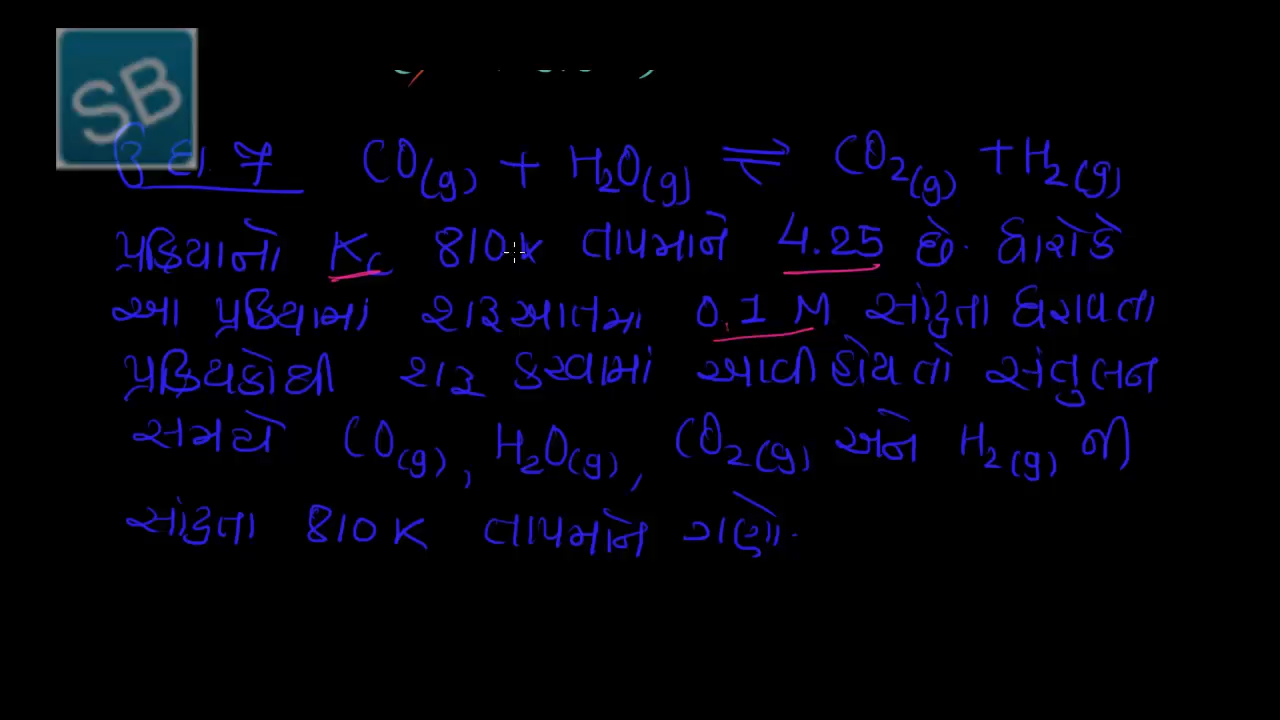 SB
ઉદા. 7 CO(g) + H₂O(g) ⇌ CO₂(g) + H₂(g)
પ્રક્રિયાનો Kc 810K તાપમાને 4.25 છે. ધારોકે
આ પ્રક્રિયામાં શરૂઆતમા 0.1 M સાંદ્રતા ધરાવતા
પ્રક્રિયકોથી શરૂ કરવામાં આવી હોય તો સંતુલન
સમયે CO(g), H₂O(g), CO₂(g) અને H₂(g) ની
સાંદ્રતા 810K તાપમાને ગણો.